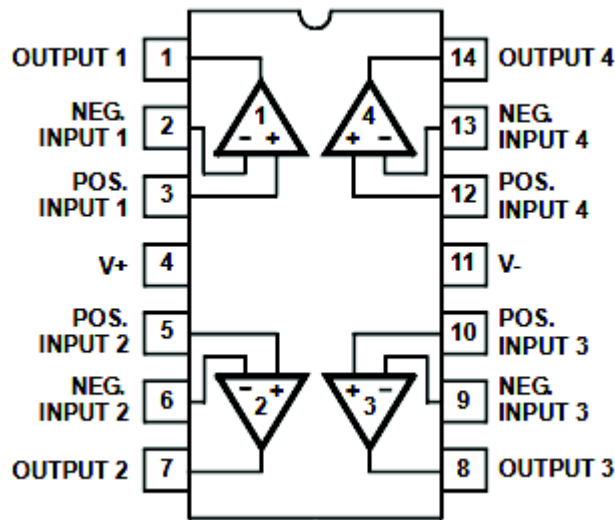 OUTPUT 1
1
14
OUTPUT 4
NEG.
INPUT 1
2
1
- +
4
+ -
13
NEG.
INPUT 4
POS.
INPUT 1
3
12
POS.
INPUT 4
V+
4
11
V-
POS.
INPUT 2
5
10
POS.
INPUT 3
NEG.
INPUT 2
6
- +
2
+ -
3
9
NEG.
INPUT 3
OUTPUT 2
7
8
OUTPUT 3